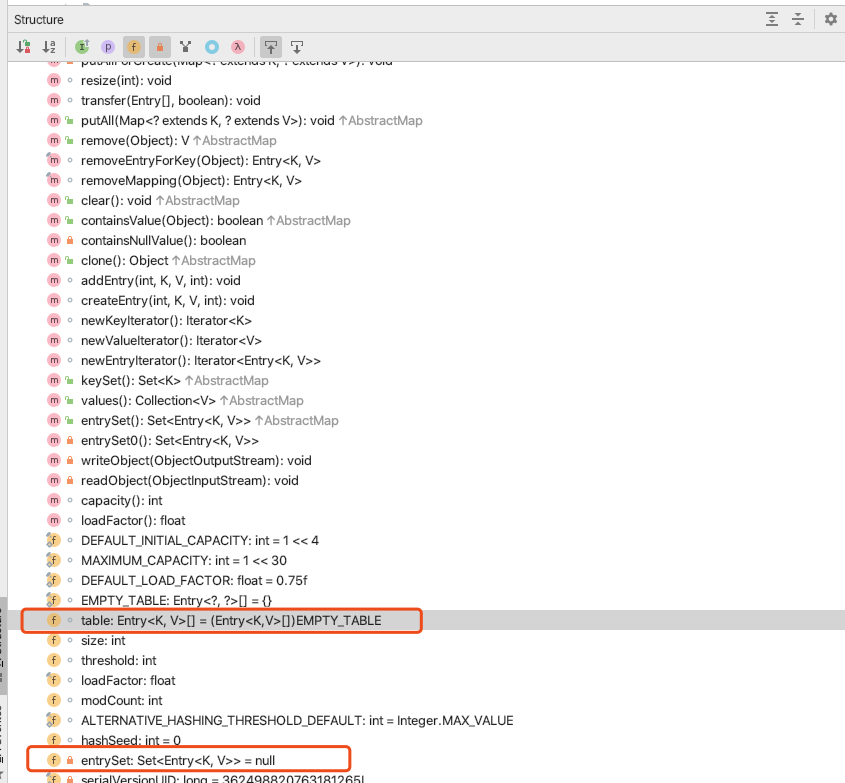 Structure
putAllForCreate(Map<? extends K, ? extends V>): void
resize(int): void
transfer(Entry[], boolean): void
putAll(Map<? extends K, ? extends V>): void ↑AbstractMap
remove(Object): V ↑AbstractMap
removeEntryForKey(Object): Entry<K, V>
removeMapping(Object): Entry<K, V>
clear(): void ↑AbstractMap
containsValue(Object): boolean ↑AbstractMap
containsNullValue(): boolean
clone(): Object ↑AbstractMap
addEntry(int, K, V, int): void
createEntry(int, K, V, int): void
newKeyIterator(): Iterator<K>
newValueIterator(): Iterator<V>
newEntryIterator(): Iterator<Entry<K, V>>
keySet(): Set<K> ↑AbstractMap
values(): Collection<V> ↑AbstractMap
entrySet(): Set<Entry<K, V>> ↑AbstractMap
entrySet0(): Set<Entry<K, V>>
writeObject(ObjectOutputStream): void
readObject(ObjectInputStream): void
capacity(): int
loadFactor(): float
DEFAULT_INITIAL_CAPACITY: int = 1 << 4
MAXIMUM_CAPACITY: int = 1 << 30
DEFAULT_LOAD_FACTOR: float = 0.75f
EMPTY_TABLE: Entry<?, ?>[] = {}
table: Entry<K, V>[] = (Entry<K,V>[])EMPTY_TABLE
size: int
threshold: int
loadFactor: float
modCount: int
ALTERNATIVE_HASHING_THRESHOLD_DEFAULT: int = Integer.MAX_VALUE
hashSeed: int = 0
entrySet: Set<Entry<K, V>> = null
serialVersionUID: long = 362498820763181265L